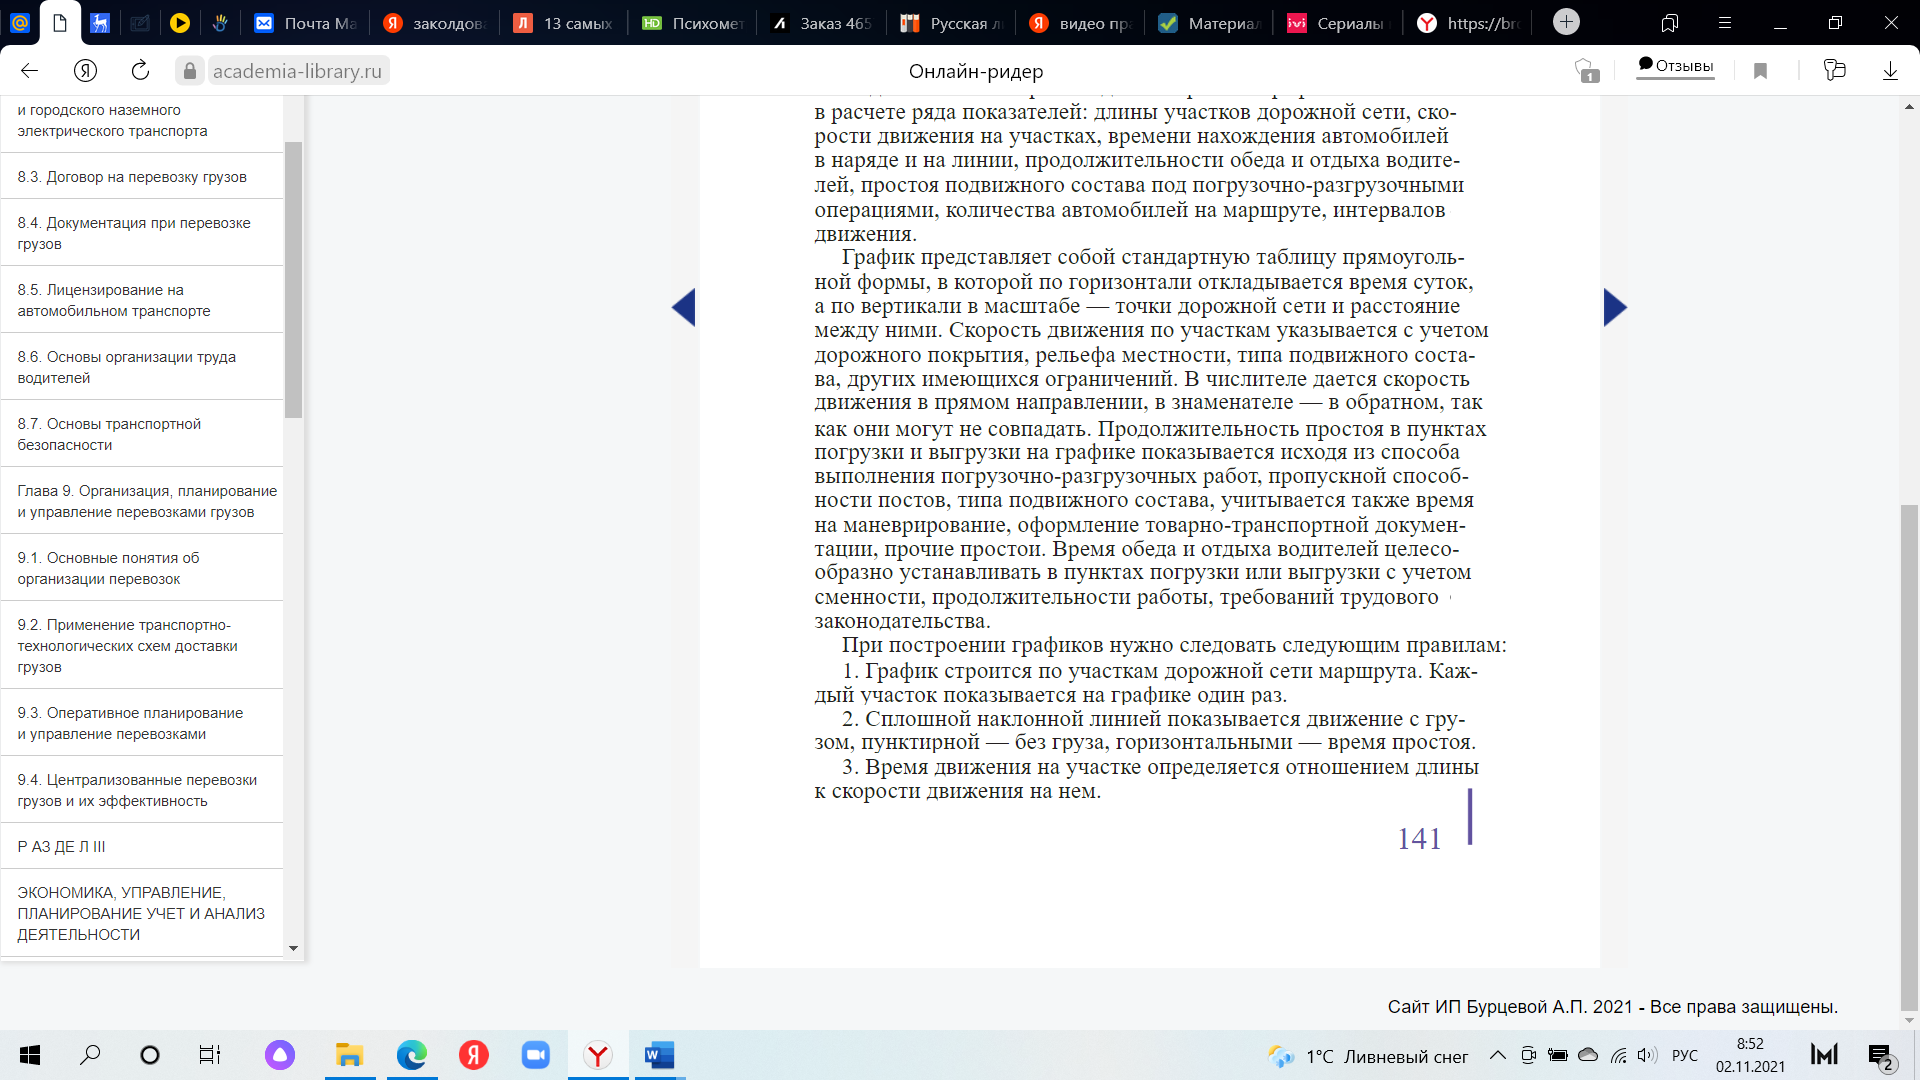 Почта Ma
заколдов
13 самых
Психомет
Заказ 465
Русская л
видео пр
Материал
Сериалы
https://br
academia-library.ru
Онлайн-ридер
1
Отзывы
и городского наземного
электрического транспорта
8.3. Договор на перевозку грузов
8.4. Документация при перевозке
грузов
8.5. Лицензирование на
автомобильном транспорте
8.6. Основы организации труда
водителей
8.7. Основы транспортной
безопасности
Глава 9. Организация, планирование
и управление перевозками грузов
9.1. Основные понятия об
организации перевозок
9.2. Применение транспортно-
технологических схем доставки
грузов
9.3. Оперативное планирование
и управление перевозками
9.4. Централизованные перевозки
грузов и их эффективность
Р АЗ ДЕ Л III
ЭКОНОМИКА, УПРАВЛЕНИЕ,
ПЛАНИРОВАНИЕ УЧЕТ И АНАЛИЗ
ДЕЯТЕЛЬНОСТИ
в расчете ряда показателей: длины участков дорожной сети, ско-
рости движения на участках, времени нахождения автомобилей
в наряде и на линии, продолжительности обеда и отдыха водите-
лей, простоя подвижного состава под погрузочно-разгрузочными
операциями, количества автомобилей на маршруте, интервалов
движения.
График представляет собой стандартную таблицу прямоуголь-
ной формы, в которой по горизонтали откладывается время суток,
а по вертикали в масштабе — точки дорожной сети и расстояние
между ними. Скорость движения по участкам указывается с учетом
дорожного покрытия, рельефа местности, типа подвижного соста-
ва, других имеющихся ограничений. В числителе дается скорость
движения в прямом направлении, в знаменателе — в обратном, так
как они могут не совпадать. Продолжительность простоя в пунктах
погрузки и выгрузки на графике показывается исходя из способа
выполнения погрузочно-разгрузочных работ, пропускной способ-
ности постов, типа подвижного состава, учитывается также время
на маневрирование, оформление товарно-транспортной докумен-
тации, прочие простои. Время обеда и отдыха водителей целесо-
образно устанавливать в пунктах погрузки или выгрузки с учетом
сменности, продолжительности работы, требований трудового
законодательства.
При построении графиков нужно следовать следующим правилам:
1. График строится по участкам дорожной сети маршрута. Каж-
дый участок показывается на графике один раз.
2. Сплошной наклонной линией показывается движение с гру-
зом, пунктирной — без груза, горизонтальными — время простоя.
3. Время движения на участке определяется отношением длины
к скорости движения на нем.
141
Сайт ИП Бурцевой А.П. 2021 - Все права защищены.
1°C Ливневый снег
РУС
8:52
02.11.2021
2